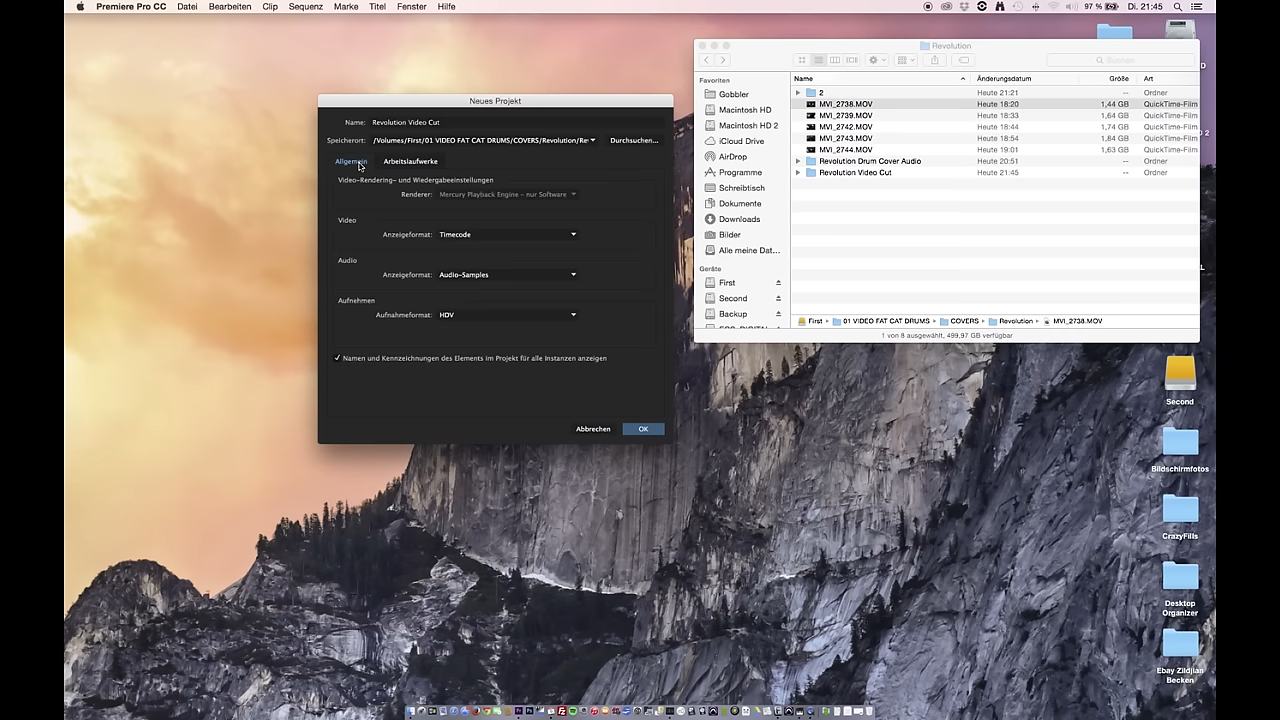 Premiere Pro CC Datei Bearbeiten Clip Sequenz Marke Titel Fenster Hilfe 97 % Di. 21:45
Neues Projekt
Name: Revolution Video Cut
Speicherort: /Volumes/First/01 VIDEO FAT CAT DRUMS/COVERS/Revolution/Re Durchsuchen...
Allgemein Arbeitslaufwerke
Video-Rendering- und Wiedergabeeinstellungen
Renderer: Mercury Playback Engine – nur Software
Video
Anzeigeformat: Timecode
Audio
Anzeigeformat: Audio-Samples
Aufnehmen
Aufnahmeformat: HDV
Namen und Kennzeichnungen des Elements im Projekt für alle Instanzen anzeigen
Abbrechen OK
Revolution
Suchen
Favoriten
Gobbler
Macintosh HD
Macintosh HD 2
iCloud Drive
AirDrop
Programme
Schreibtisch
Dokumente
Downloads
Bilder
Alle meine Dat...
Geräte
First
Second
Backup
Name Änderungsdatum Größe Art
2 Heute 21:21 -- Ordner
MVI_2738.MOV Heute 18:20 1,44 GB QuickTime-Film
MVI_2739.MOV Heute 18:33 1,64 GB QuickTime-Film
MVI_2742.MOV Heute 18:44 1,74 GB QuickTime-Film
MVI_2743.MOV Heute 18:54 1,84 GB QuickTime-Film
MVI_2744.MOV Heute 19:01 1,63 GB QuickTime-Film
Revolution Drum Cover Audio Heute 20:51 -- Ordner
Revolution Video Cut Heute 21:45 -- Ordner
First 01 VIDEO FAT CAT DRUMS COVERS Revolution MVI_2738.MOV
1 von 8 ausgewählt, 499,97 GB verfügbar
Second
Bildschirmfotos
CrazyFills
Desktop
Organizer
Ebay Zildjian
Becken